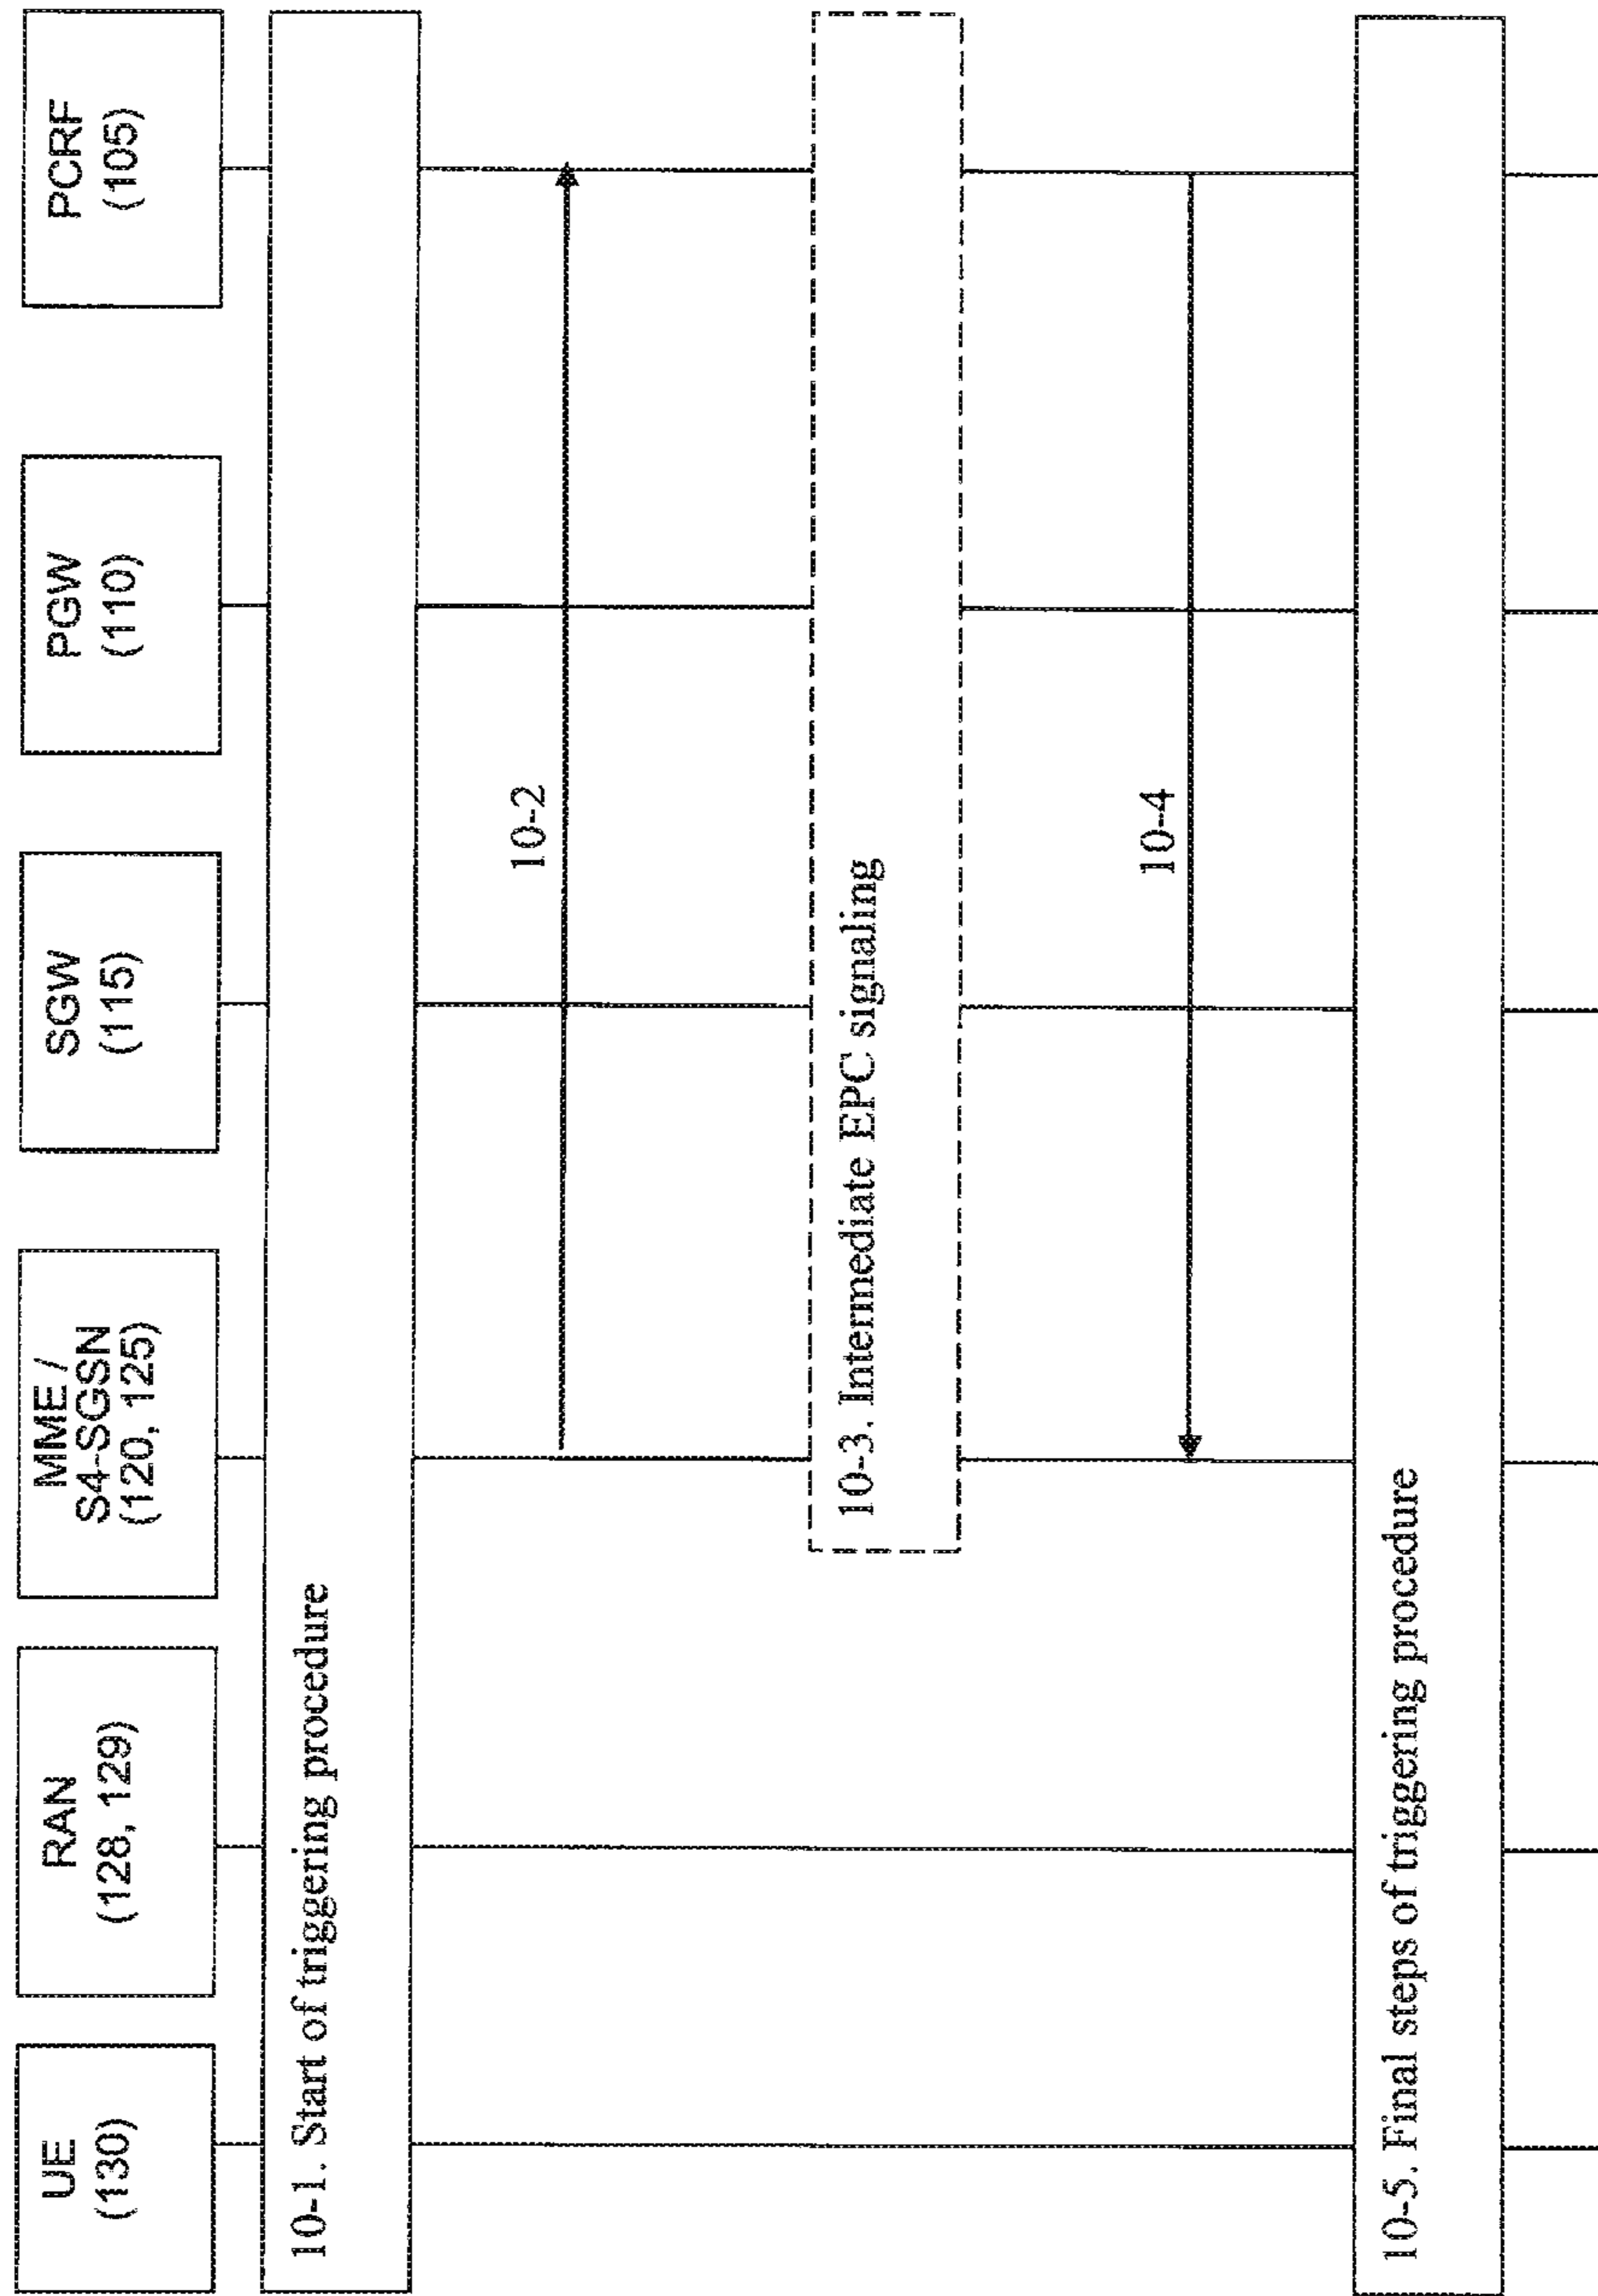 UE
(130)
RAN
(128, 129)
MME /
S4-SGSN
(120, 125)
SGW
(115)
PGW
(110)
PCRF
(105)
10-1. Start of triggering procedure
10-2
10-3. Intermediate EPC signaling
10-4
10-5. Final steps of triggering procedure